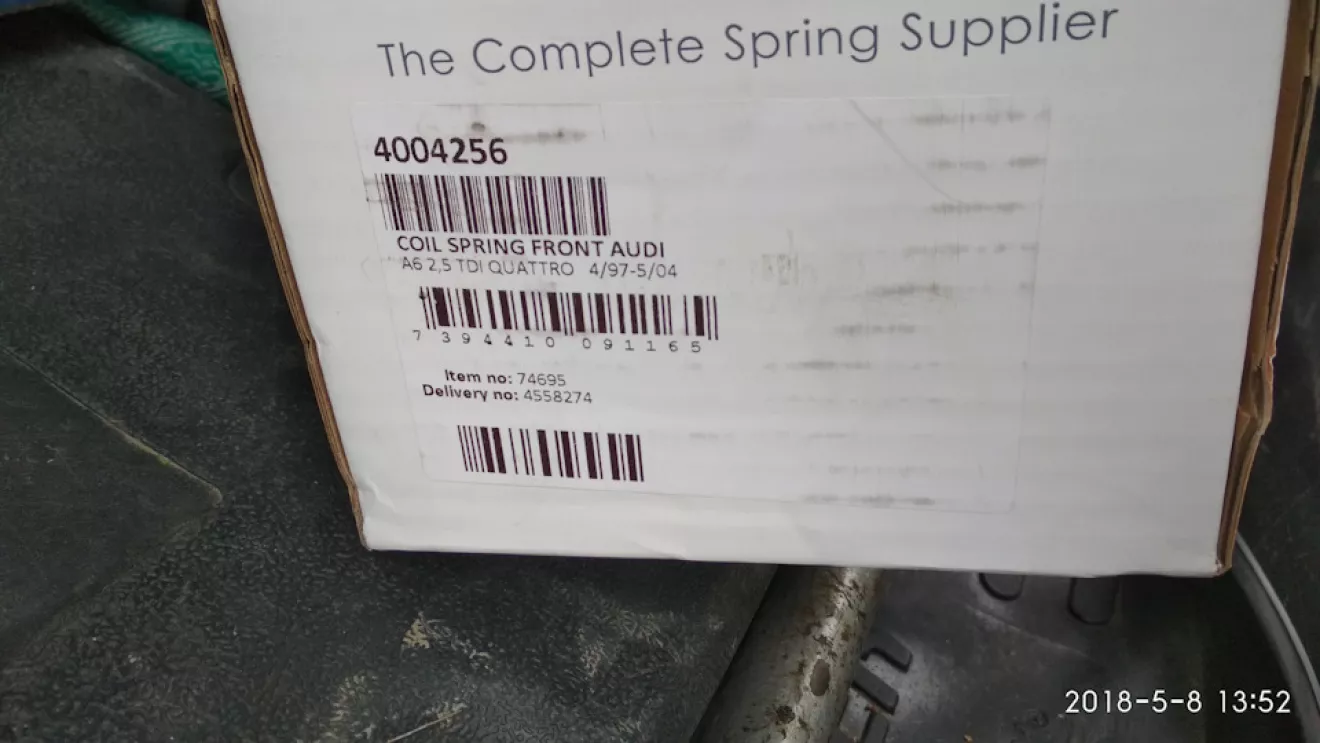 The Complete Spring Supplier
4004256
COIL SPRING FRONT AUDI
A6 2,5 TDI QUATTRO 4/97-5/04
7 394410 091165
Item no: 74695
Delivery no: 4558274
2018-5-8 13:52